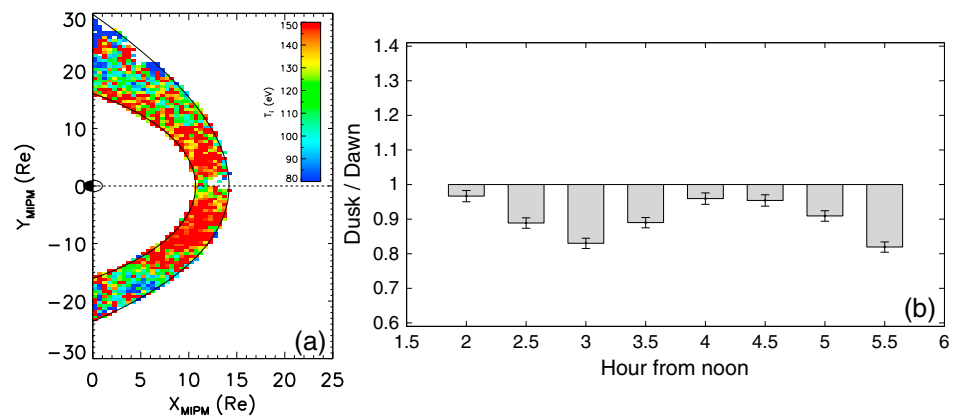 30
20
10
0
−10
−20
−30
Y_MIPM (Re)
0 5 10 15 20 25
X_MIPM (Re)
150
140
130
120
110
100
90
80
T_i (eV)
(a)
1.4
1.3
1.2
1.1
1
0.9
0.8
0.7
0.6
Dusk / Dawn
1.5 2 2.5 3 3.5 4 4.5 5 5.5 6
Hour from noon
(b)